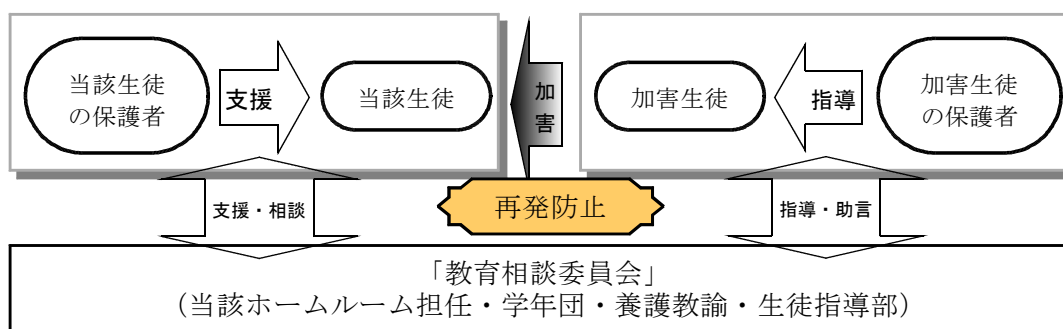 当該生徒
の保護者
支援
当該生徒
加害
加害生徒
指導
加害生徒
の保護者
支援・相談
再発防止
指導・助言
「教育相談委員会」
（当該ホームルーム担任・学年団・養護教諭・生徒指導部）